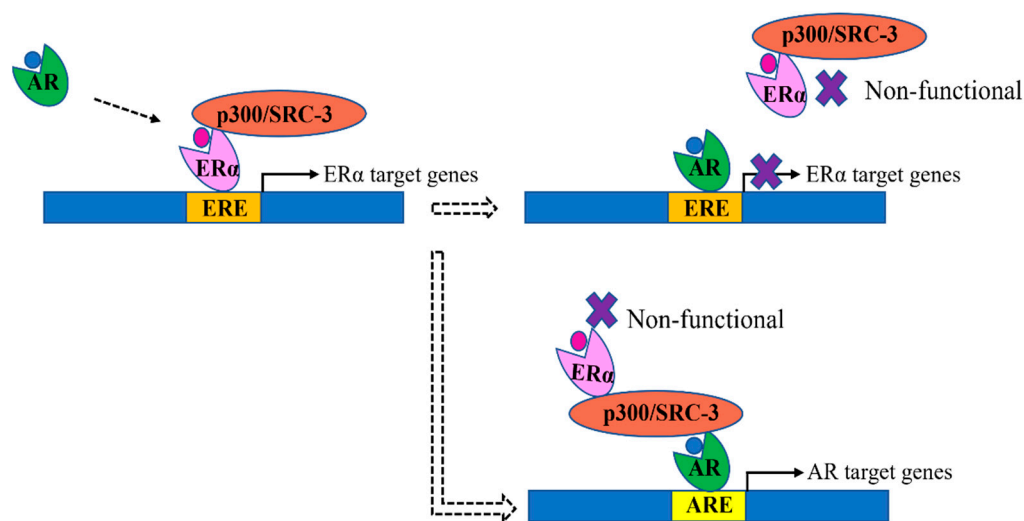 p300/SRC-3
ERα
Non-functional
AR
p300/SRC-3
ERα
ERα target genes
ERE
AR
ERα target genes
ERE
Non-functional
ERα
p300/SRC-3
AR
AR target genes
ARE